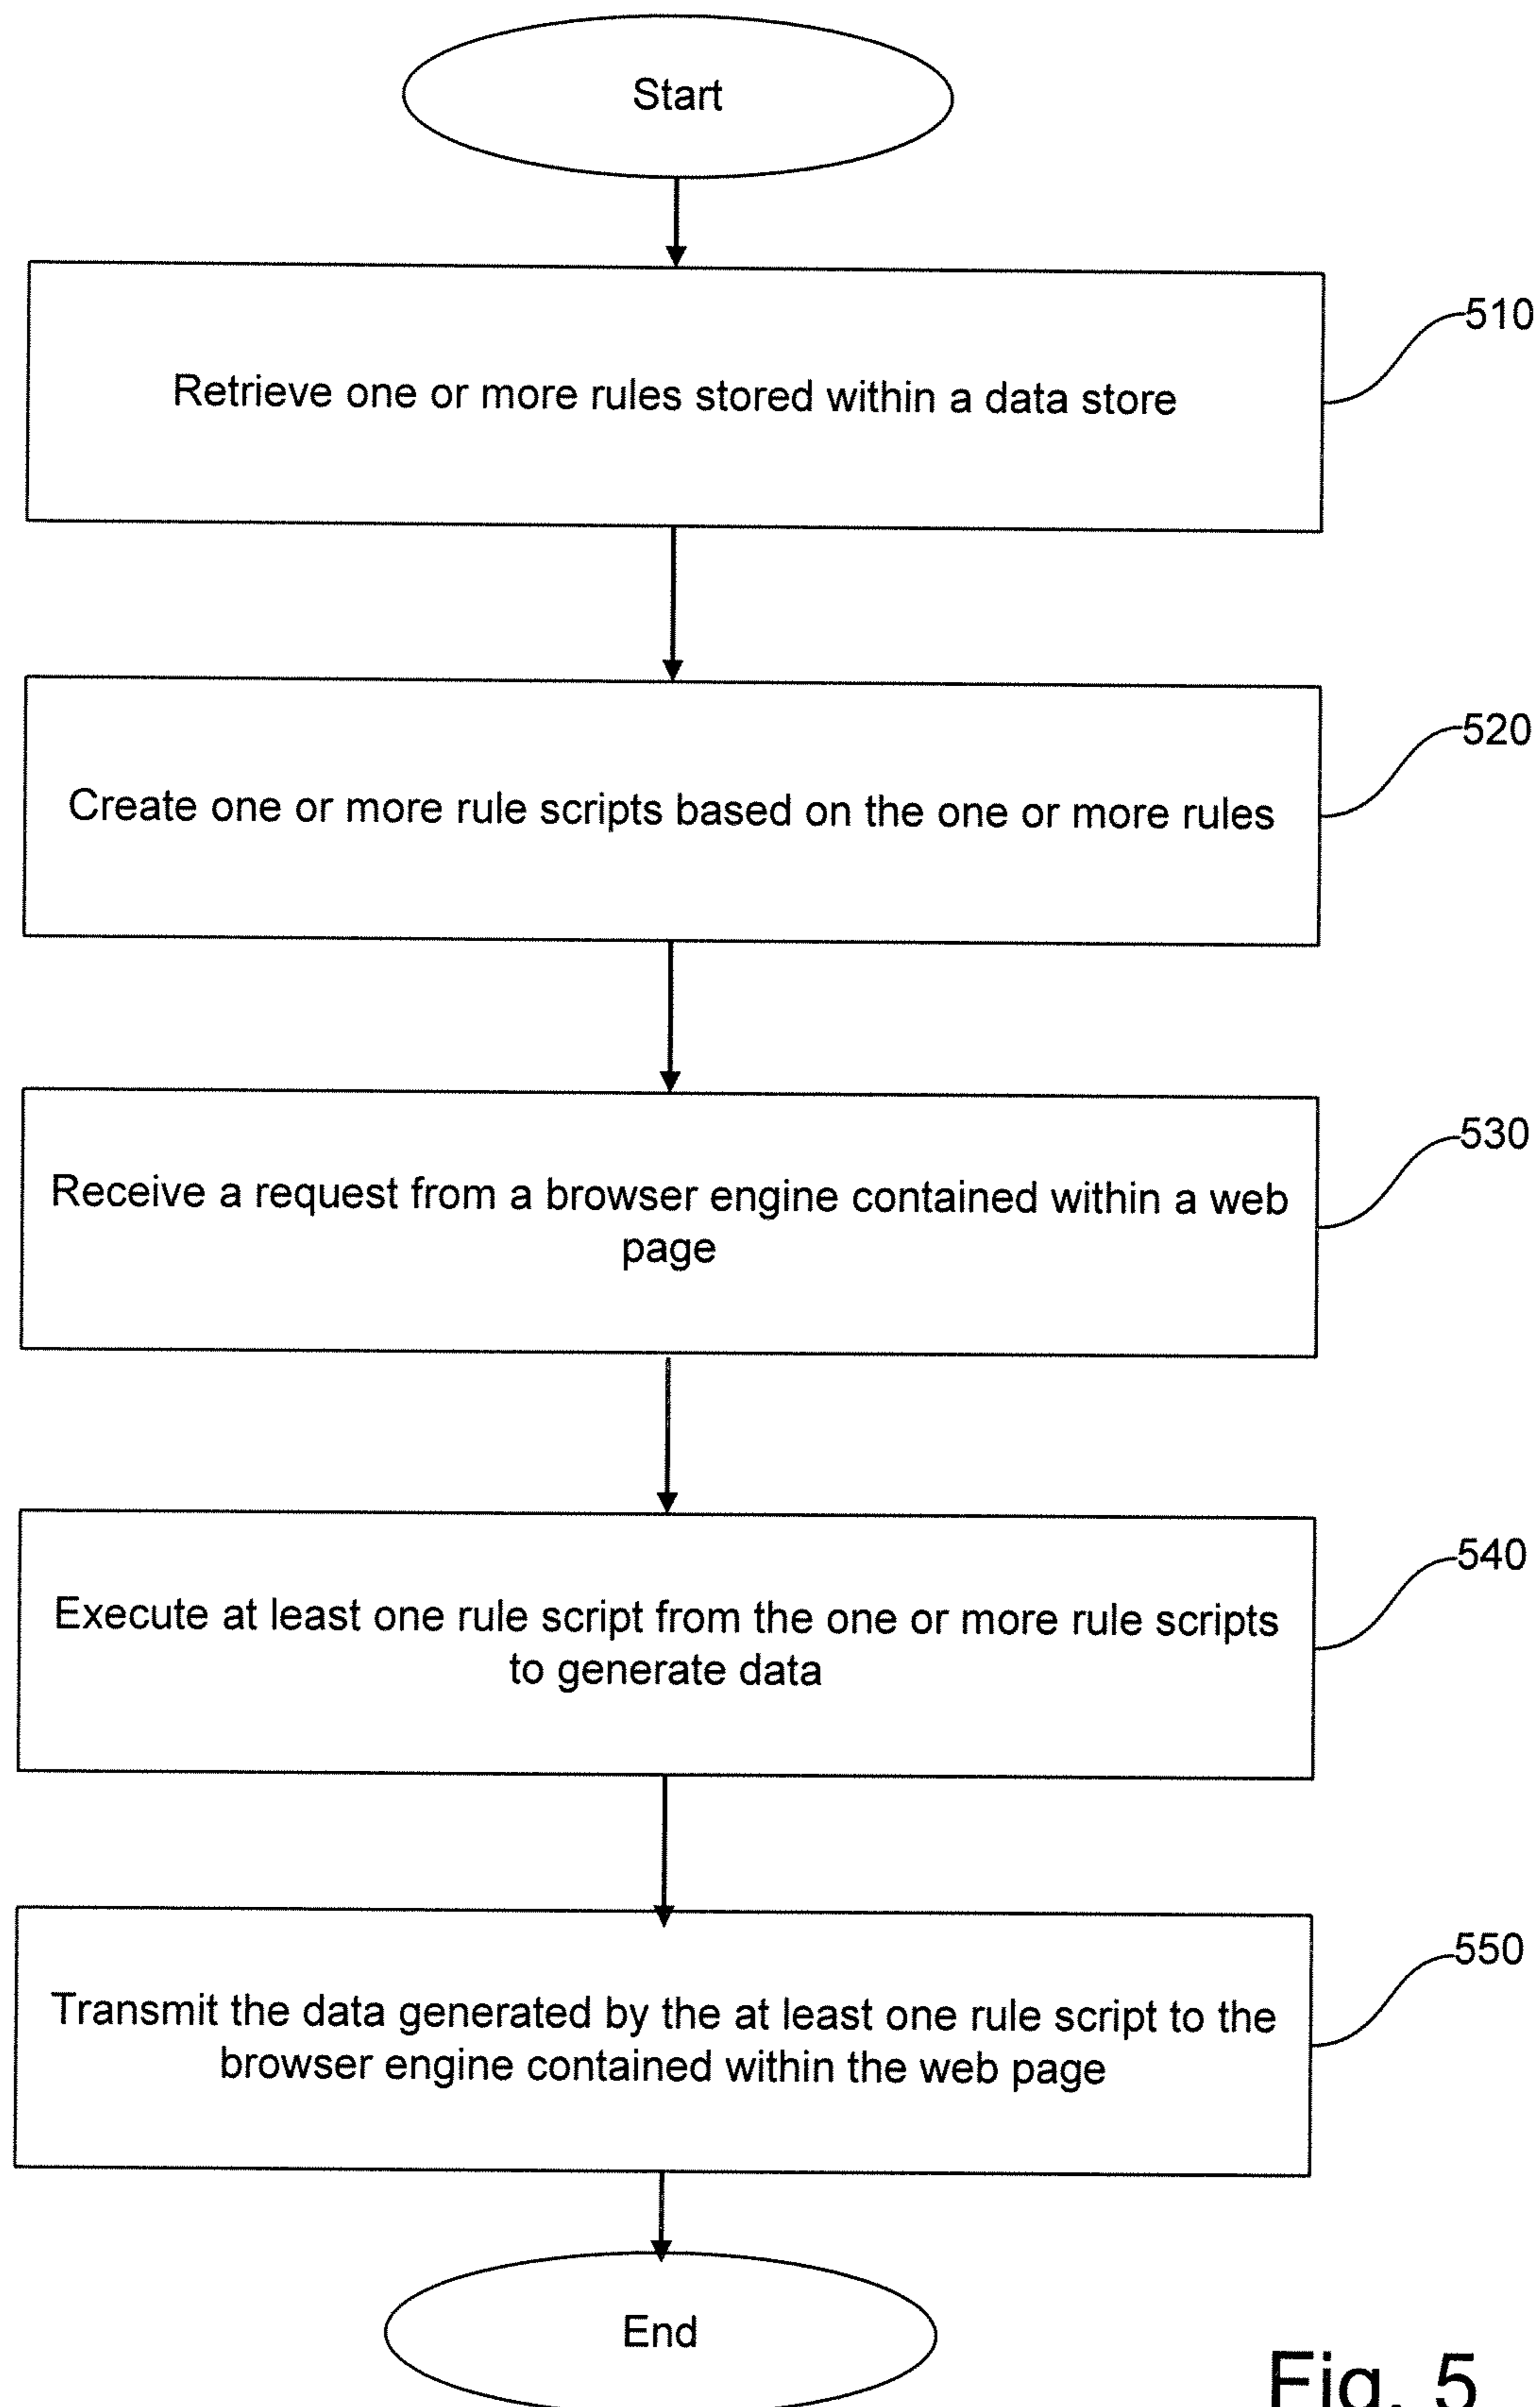 Start
510
Retrieve one or more rules stored within a data store
520
Create one or more rule scripts based on the one or more rules
530
Receive a request from a browser engine contained within a web
page
540
Execute at least one rule script from the one or more rule scripts
to generate data
550
Transmit the data generated by the at least one rule script to the
browser engine contained within the web page
End
Fig. 5